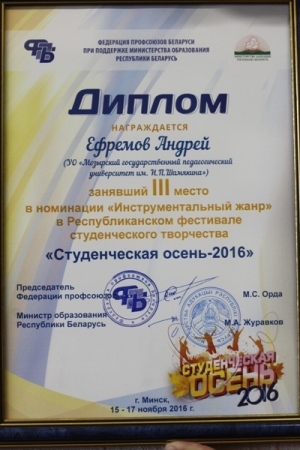 ФПБ
ФЕДЕРАЦИЯ ПРОФСОЮЗОВ БЕЛАРУСИ
ПРИ ПОДДЕРЖКЕ МИНИСТЕРСТВА ОБРАЗОВАНИЯ
РЕСПУБЛИКИ БЕЛАРУСЬ
ДИПЛОМ
НАГРАЖДАЕТСЯ
Ефремов Андрей
(УО «Мозырский государственный педагогический
университет им. И.П.Шамякина»)
занявший III место
в номинации «Инструментальный жанр»
в Республиканском фестивале
студенческого творчества
«Студенческая осень-2016»
Председатель
Федерации профсоюзов
М.С. Орда
ФПБ
Министр образования
Республики Беларусь
М.А. Журавков
СТУДЕНЧЕСКАЯ
ОСЕНЬ
2016
г. Минск,
15 - 17 ноября 2016 г.